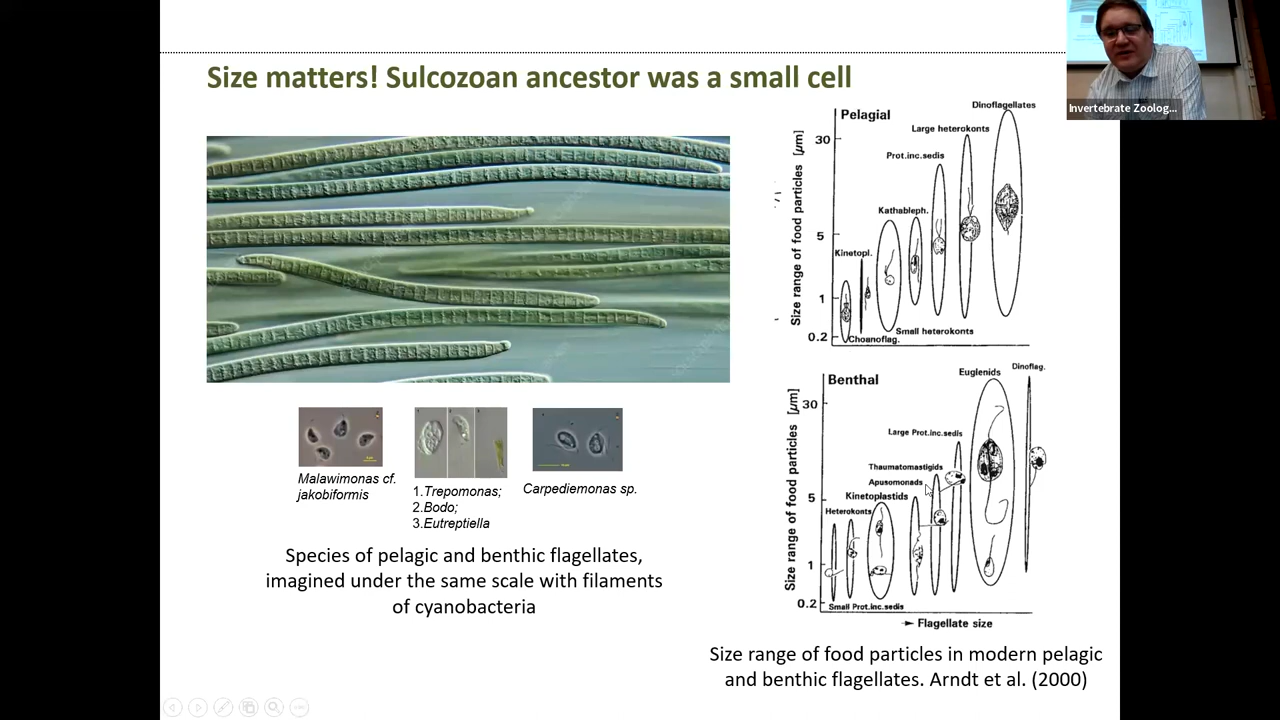 Size matters! Sulcozoan ancestor was a small cell
Invertebrate Zoolog...
Malawimonas cf.
jakobiformis
1.Trepomonas;
2.Bodo;
3.Eutreptiella
Carpediemonas sp.
Species of pelagic and benthic flagellates,
imagined under the same scale with filaments
of cyanobacteria
Pelagial
Size range of food particles [µm]
30
5
1
0.2
Dinoflagellates
Large heterokonts
Prot.inc.sedis
Kathableph.
Kinetopl.
Small heterokonts
Choanoflag.
Benthal
Size range of food particles [µm]
30
5
1
0.2
Euglenids
Dinoflag.
Large Prot.inc.sedis
Thaumatomastigids
Apusomonads
Kinetoplastids
Heterokonts
Small Prot.inc.sedis
Flagellate size
Size range of food particles in modern pelagic
and benthic flagellates. Arndt et al. (2000)